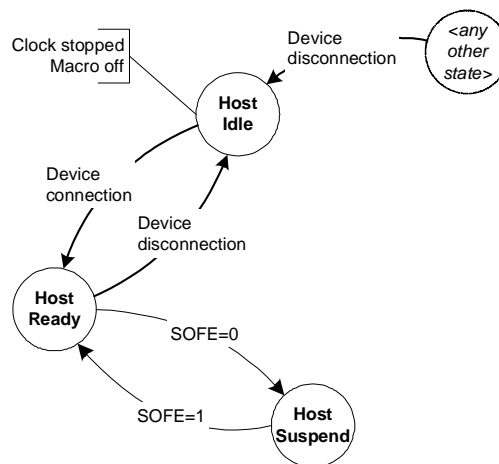 Clock stopped
Macro off
Device
disconnection
<any
other
state>
Host
Idle
Device
connection
Device
disconnection
Host
Ready
SOFE=0
SOFE=1
Host
Suspend